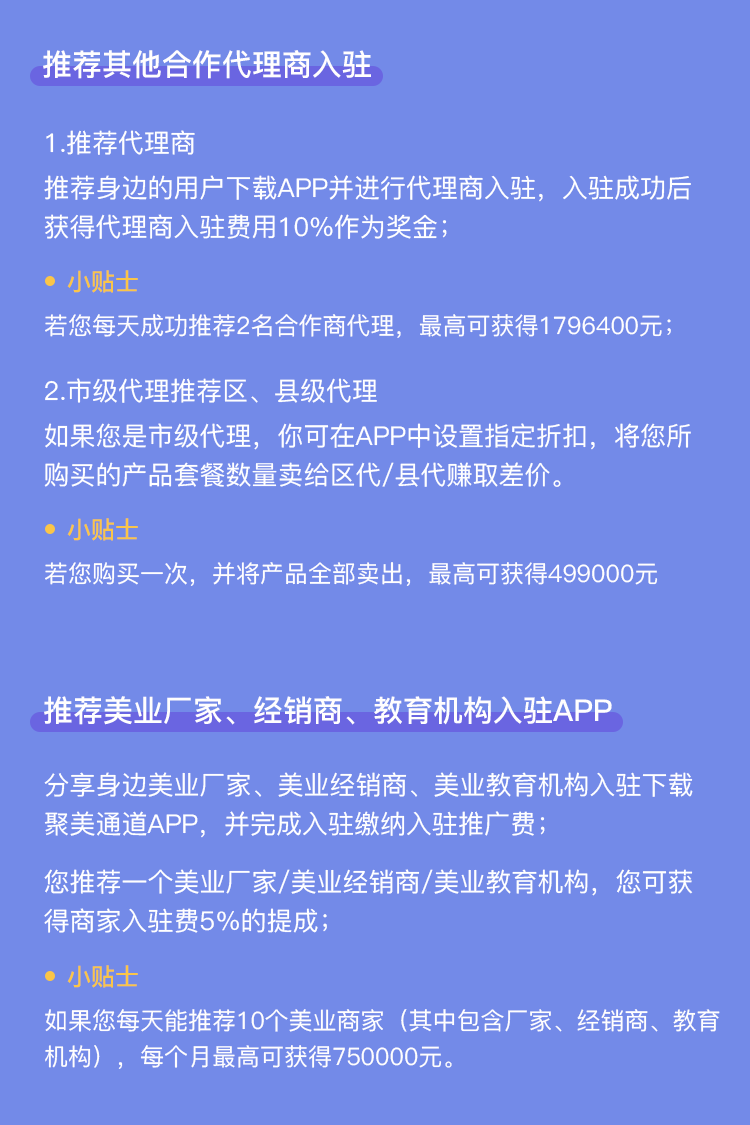 推荐其他合作代理商入驻
1.推荐代理商
推荐身边的用户下载APP并进行代理商入驻，入驻成功后
获得代理商入驻费用10%作为奖金；
小贴士
若您每天成功推荐2名合作商代理，最高可获得1796400元；
2.市级代理推荐区、县级代理
如果您是市级代理，你可在APP中设置指定折扣，将您所
购买的产品套餐数量卖给区代/县代赚取差价。
小贴士
若您购买一次，并将产品全部卖出，最高可获得499000元
推荐美业厂家、经销商、教育机构入驻APP
分享身边美业厂家、美业经销商、美业教育机构入驻下载
聚美通道APP，并完成入驻缴纳入驻推广费；
您推荐一个美业厂家/美业经销商/美业教育机构，您可获
得商家入驻费5%的提成；
小贴士
如果您每天能推荐10个美业商家（其中包含厂家、经销商、教育
机构），每个月最高可获得750000元。